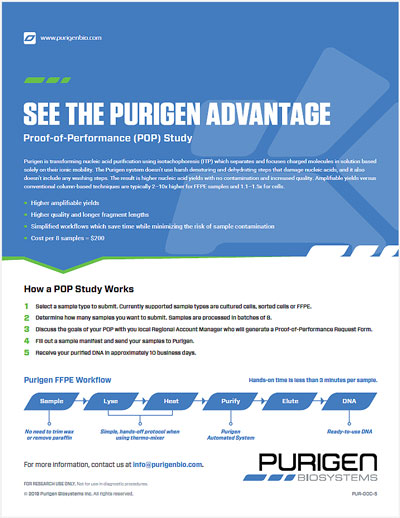 www.purigenbio.com
SEE THE PURIGEN ADVANTAGE
Proof-of-Performance (POP) Study
Purigen is transforming nucleic acid purification using isotachophoresis (ITP) which separates and focuses charged molecules in solution based
solely on their ionic mobility. The Purigen system doesn't use harsh denaturing and dehydrating steps that damage nucleic acids, and it also
doesn't include any washing steps. The result is higher nucleic acid yields with no contamination and increased quality. Amplifiable yields versus
conventional column-based techniques are typically 2–10x higher for FFPE samples and 1.1–1.5x for cells.
• Higher amplifiable yields
• Higher quality and longer fragment lengths
• Simplified workflows which save time while minimizing the risk of sample contamination
• Cost per 8 samples = $200
How a POP Study Works
1 Select a sample type to submit. Currently supported sample types are cultured cells, sorted cells or FFPE.
2 Determine how many samples you want to submit. Samples are processed in batches of 8.
3 Discuss the goals of your POP with you local Regional Account Manager who will generate a Proof-of-Performance Request Form.
4 Fill out a sample manifest and send your samples to Purigen.
5 Receive your purified DNA in approximately 10 business days.
Purigen FFPE Workflow
Hands-on time is less than 3 minutes per sample.
Sample Lyse Heat Purify Elute DNA
No need to trim wax
or remove paraffin
Simple, hands-off protocol when
using thermo-mixer
Purigen
Automated System
Ready-to-use DNA
For more information, contact us at info@purigenbio.com.
PURIGEN
BIOSYSTEMS
FOR RESEARCH USE ONLY. Not for use in diagnostic procedures.
© 2019 Purigen Biosystems Inc. All rights reserved.
PUR-DOC-5